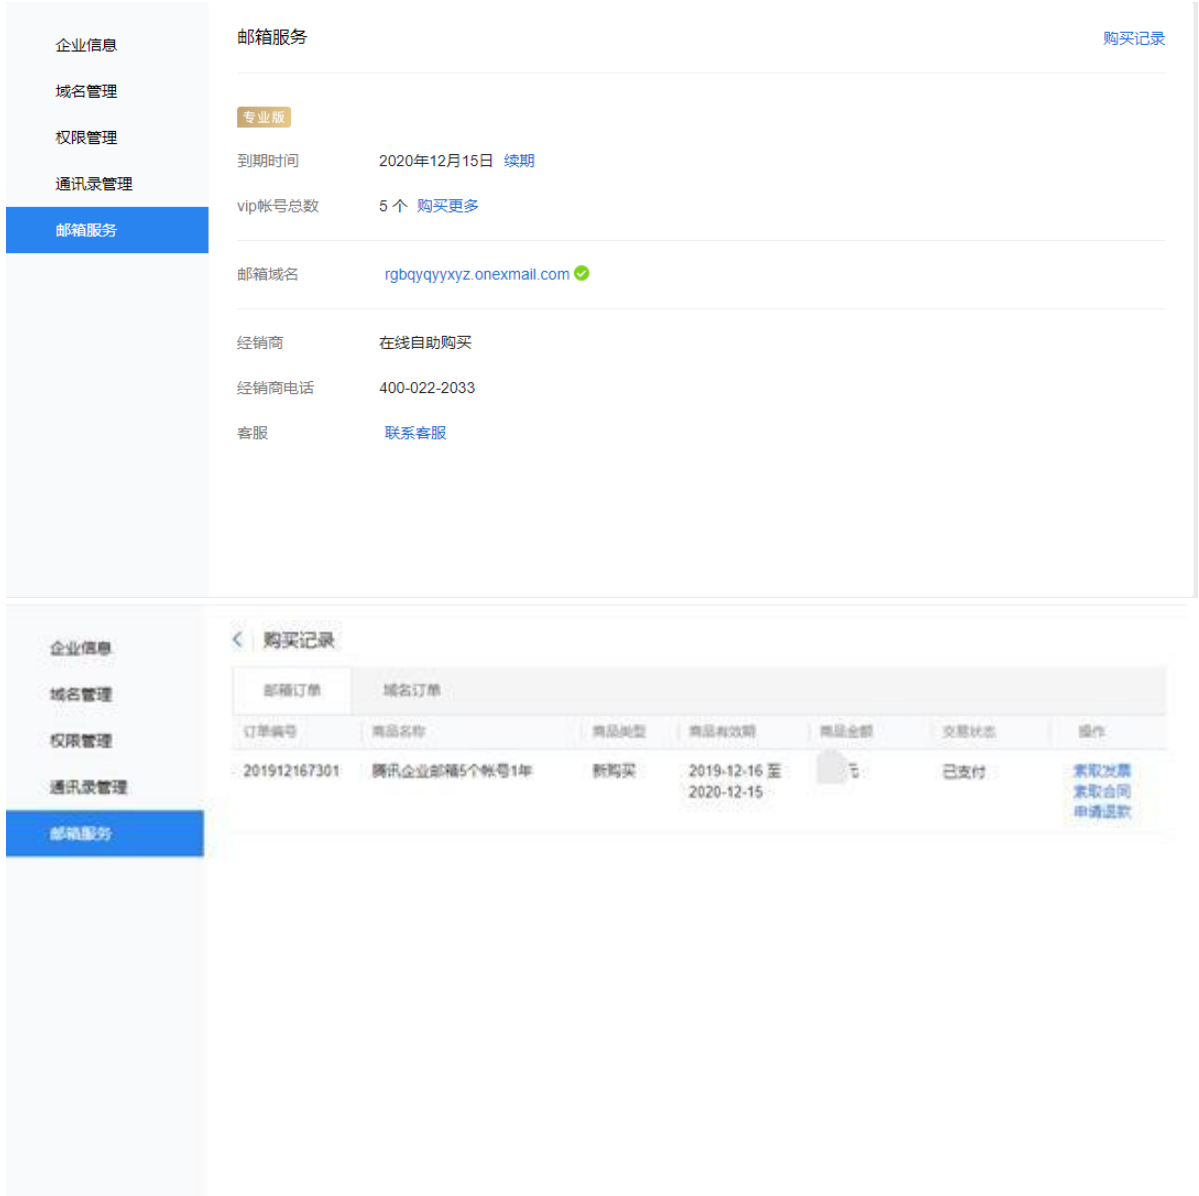 企业信息
域名管理
权限管理
通讯录管理
邮箱服务
邮箱服务
购买记录
专业版
到期时间 2020年12月15日 续期
vip帐号总数 5 个 购买更多
邮箱域名 rgbqyqyyxyz.onexmail.com
经销商 在线自助购买
经销商电话 400-022-2033
客服 联系客服
企业信息
域名管理
权限管理
通讯录管理
邮箱服务
购买记录
邮箱订单 域名订单
订单编号 商品名称 商品类型 商品有效期 商品金额 交易状态 操作
201912167301 腾讯企业邮箱5个帐号1年 新购买 2019-12-16 至 元 已支付 索取发票
2020-12-15 索取合同
申请退款